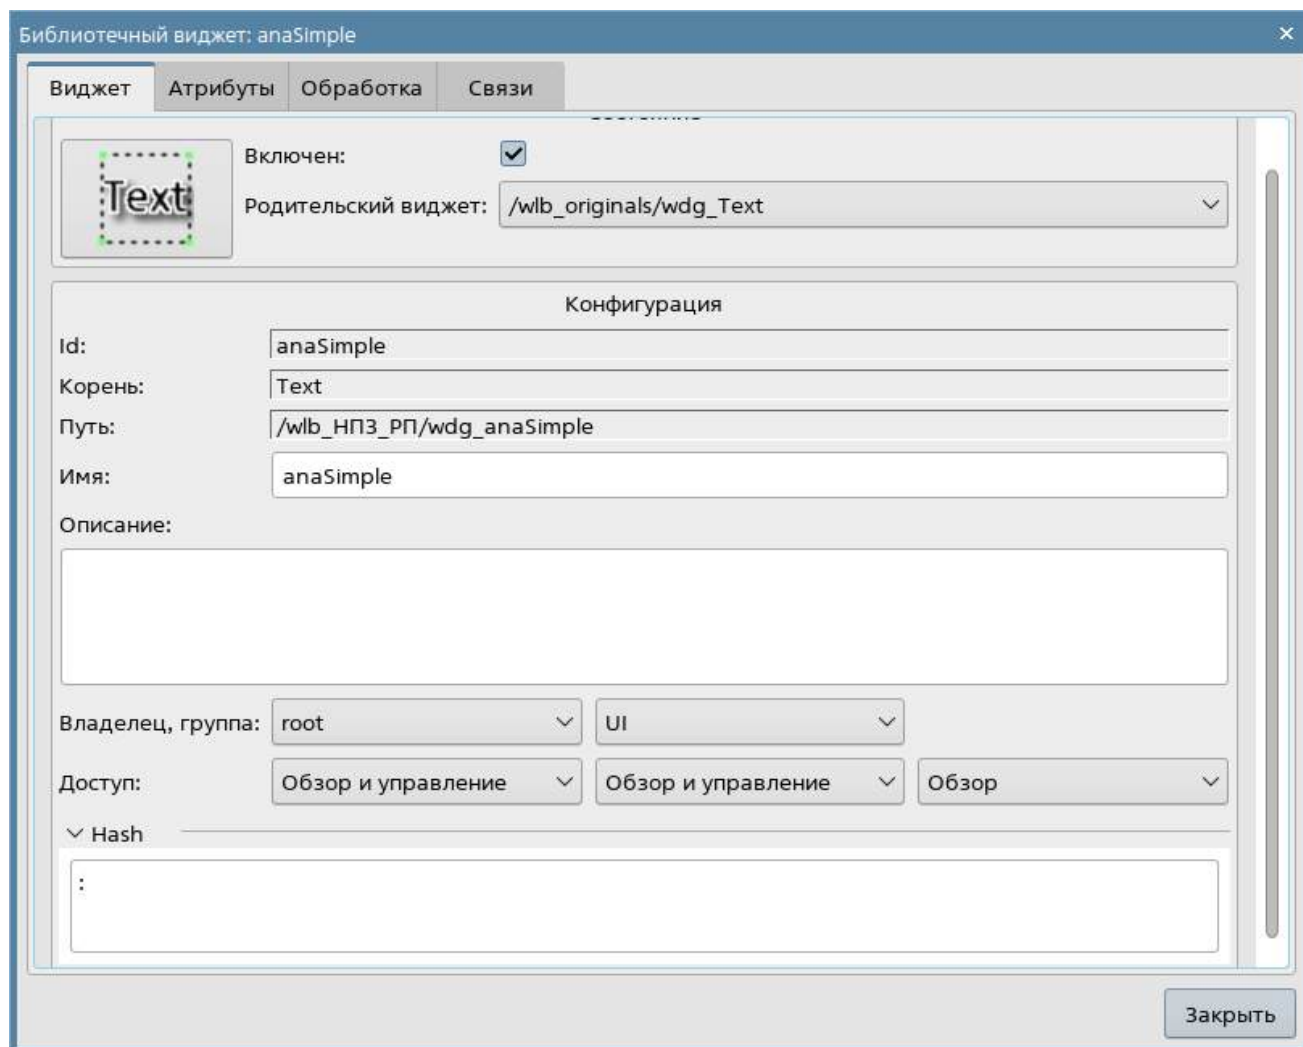 Библиотечный виджет: anaSimple
Виджет Атрибуты Обработка Связи
Text
Включен:
Родительский виджет: /wlb_originals/wdg_Text
Конфигурация
Id: anaSimple
Корень: Text
Путь: /wlb_НПЗ_РП/wdg_anaSimple
Имя: anaSimple
Описание:
Владелец, группа: root UI
Доступ: Обзор и управление Обзор и управление Обзор
Hash
:
Закрыть